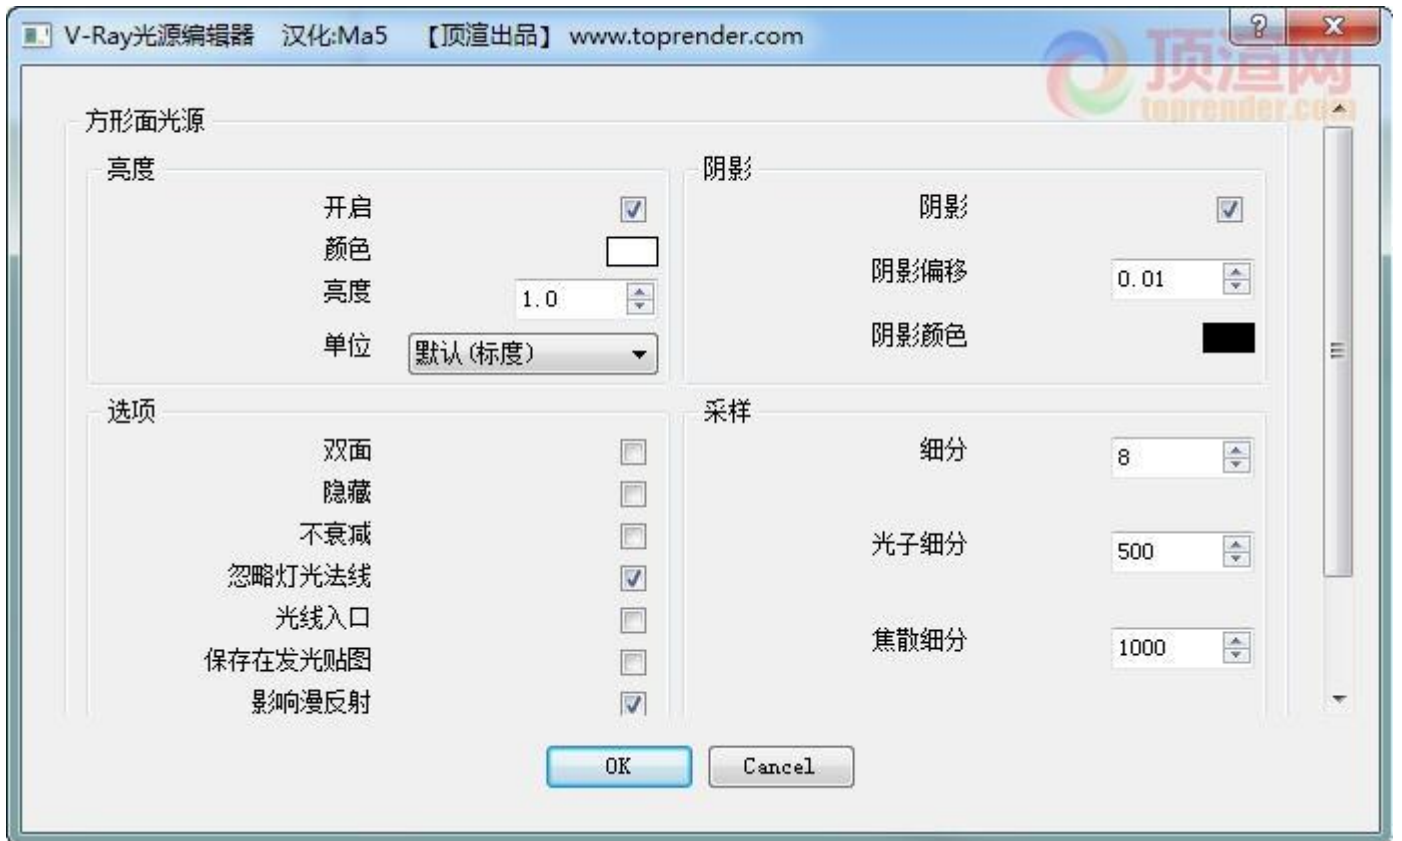 V-Ray光源编辑器 汉化:Ma5 【顶渲出品】 www.toprender.com
顶渲网
toprender.com
方形面光源
亮度
开启
颜色
亮度 1.0
单位 默认(标度)
阴影
阴影
阴影偏移 0.01
阴影颜色
选项
双面
隐藏
不衰减
忽略灯光法线
光线入口
保存在发光贴图
影响漫反射
采样
细分 8
光子细分 500
焦散细分 1000
OK Cancel